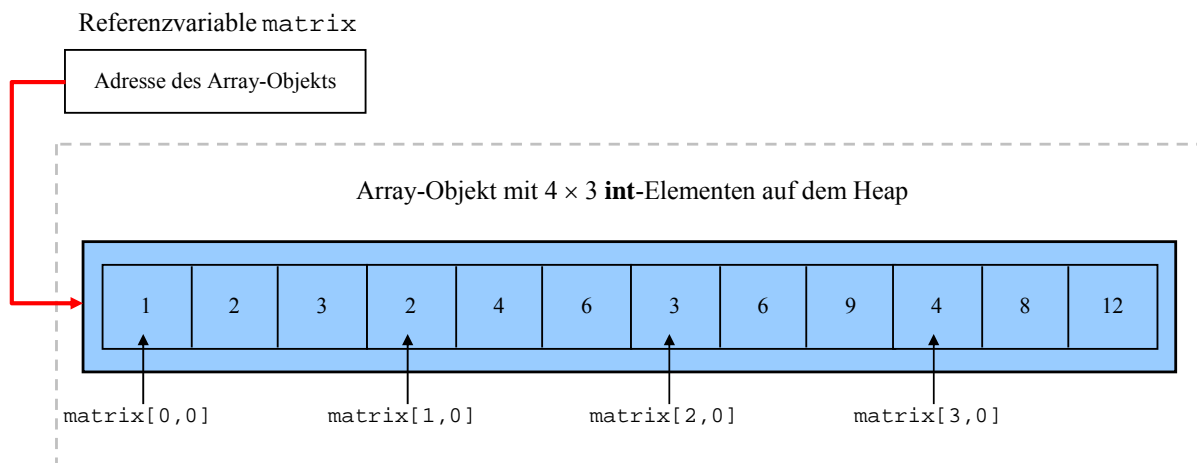 Referenzvariable matrix
Adresse des Array-Objekts
Array-Objekt mit 4 × 3 int-Elementen auf dem Heap
1 2 3 2 4 6 3 6 9 4 8 12
matrix[0,0] matrix[1,0] matrix[2,0] matrix[3,0]